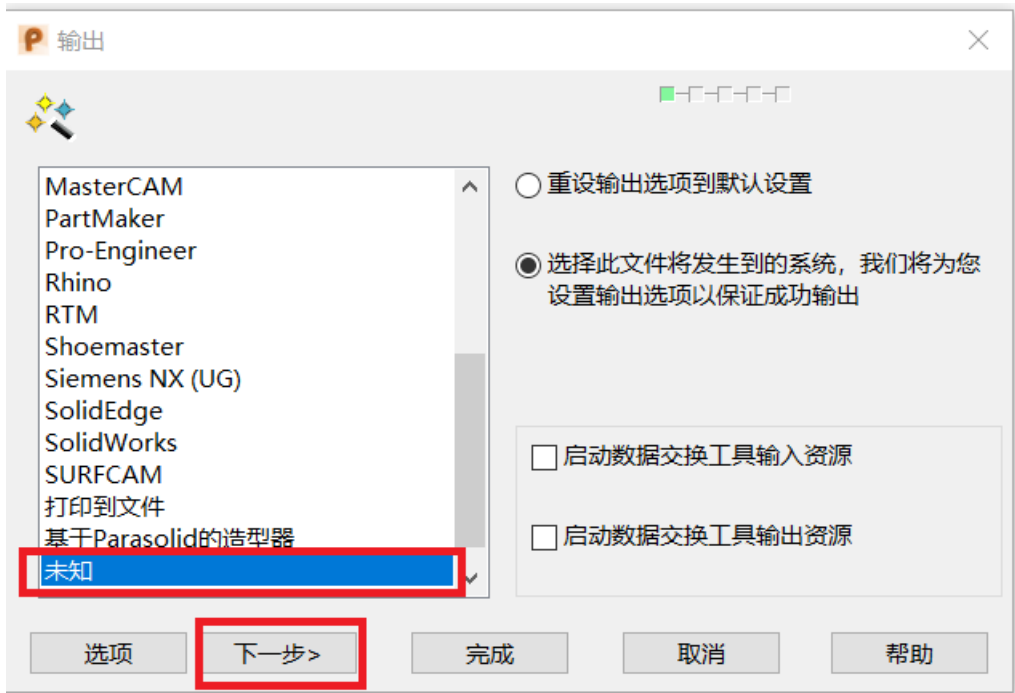 输出
MasterCAM
PartMaker
Pro-Engineer
Rhino
RTM
Shoemaster
Siemens NX (UG)
SolidEdge
SolidWorks
SURFCAM
打印到文件
基于Parasolid的造型器
未知
重设输出选项到默认设置
选择此文件将发生到的系统，我们将为您
设置输出选项以保证成功输出
启动数据交换工具输入资源
启动数据交换工具输出资源
选项
下一步>
完成
取消
帮助